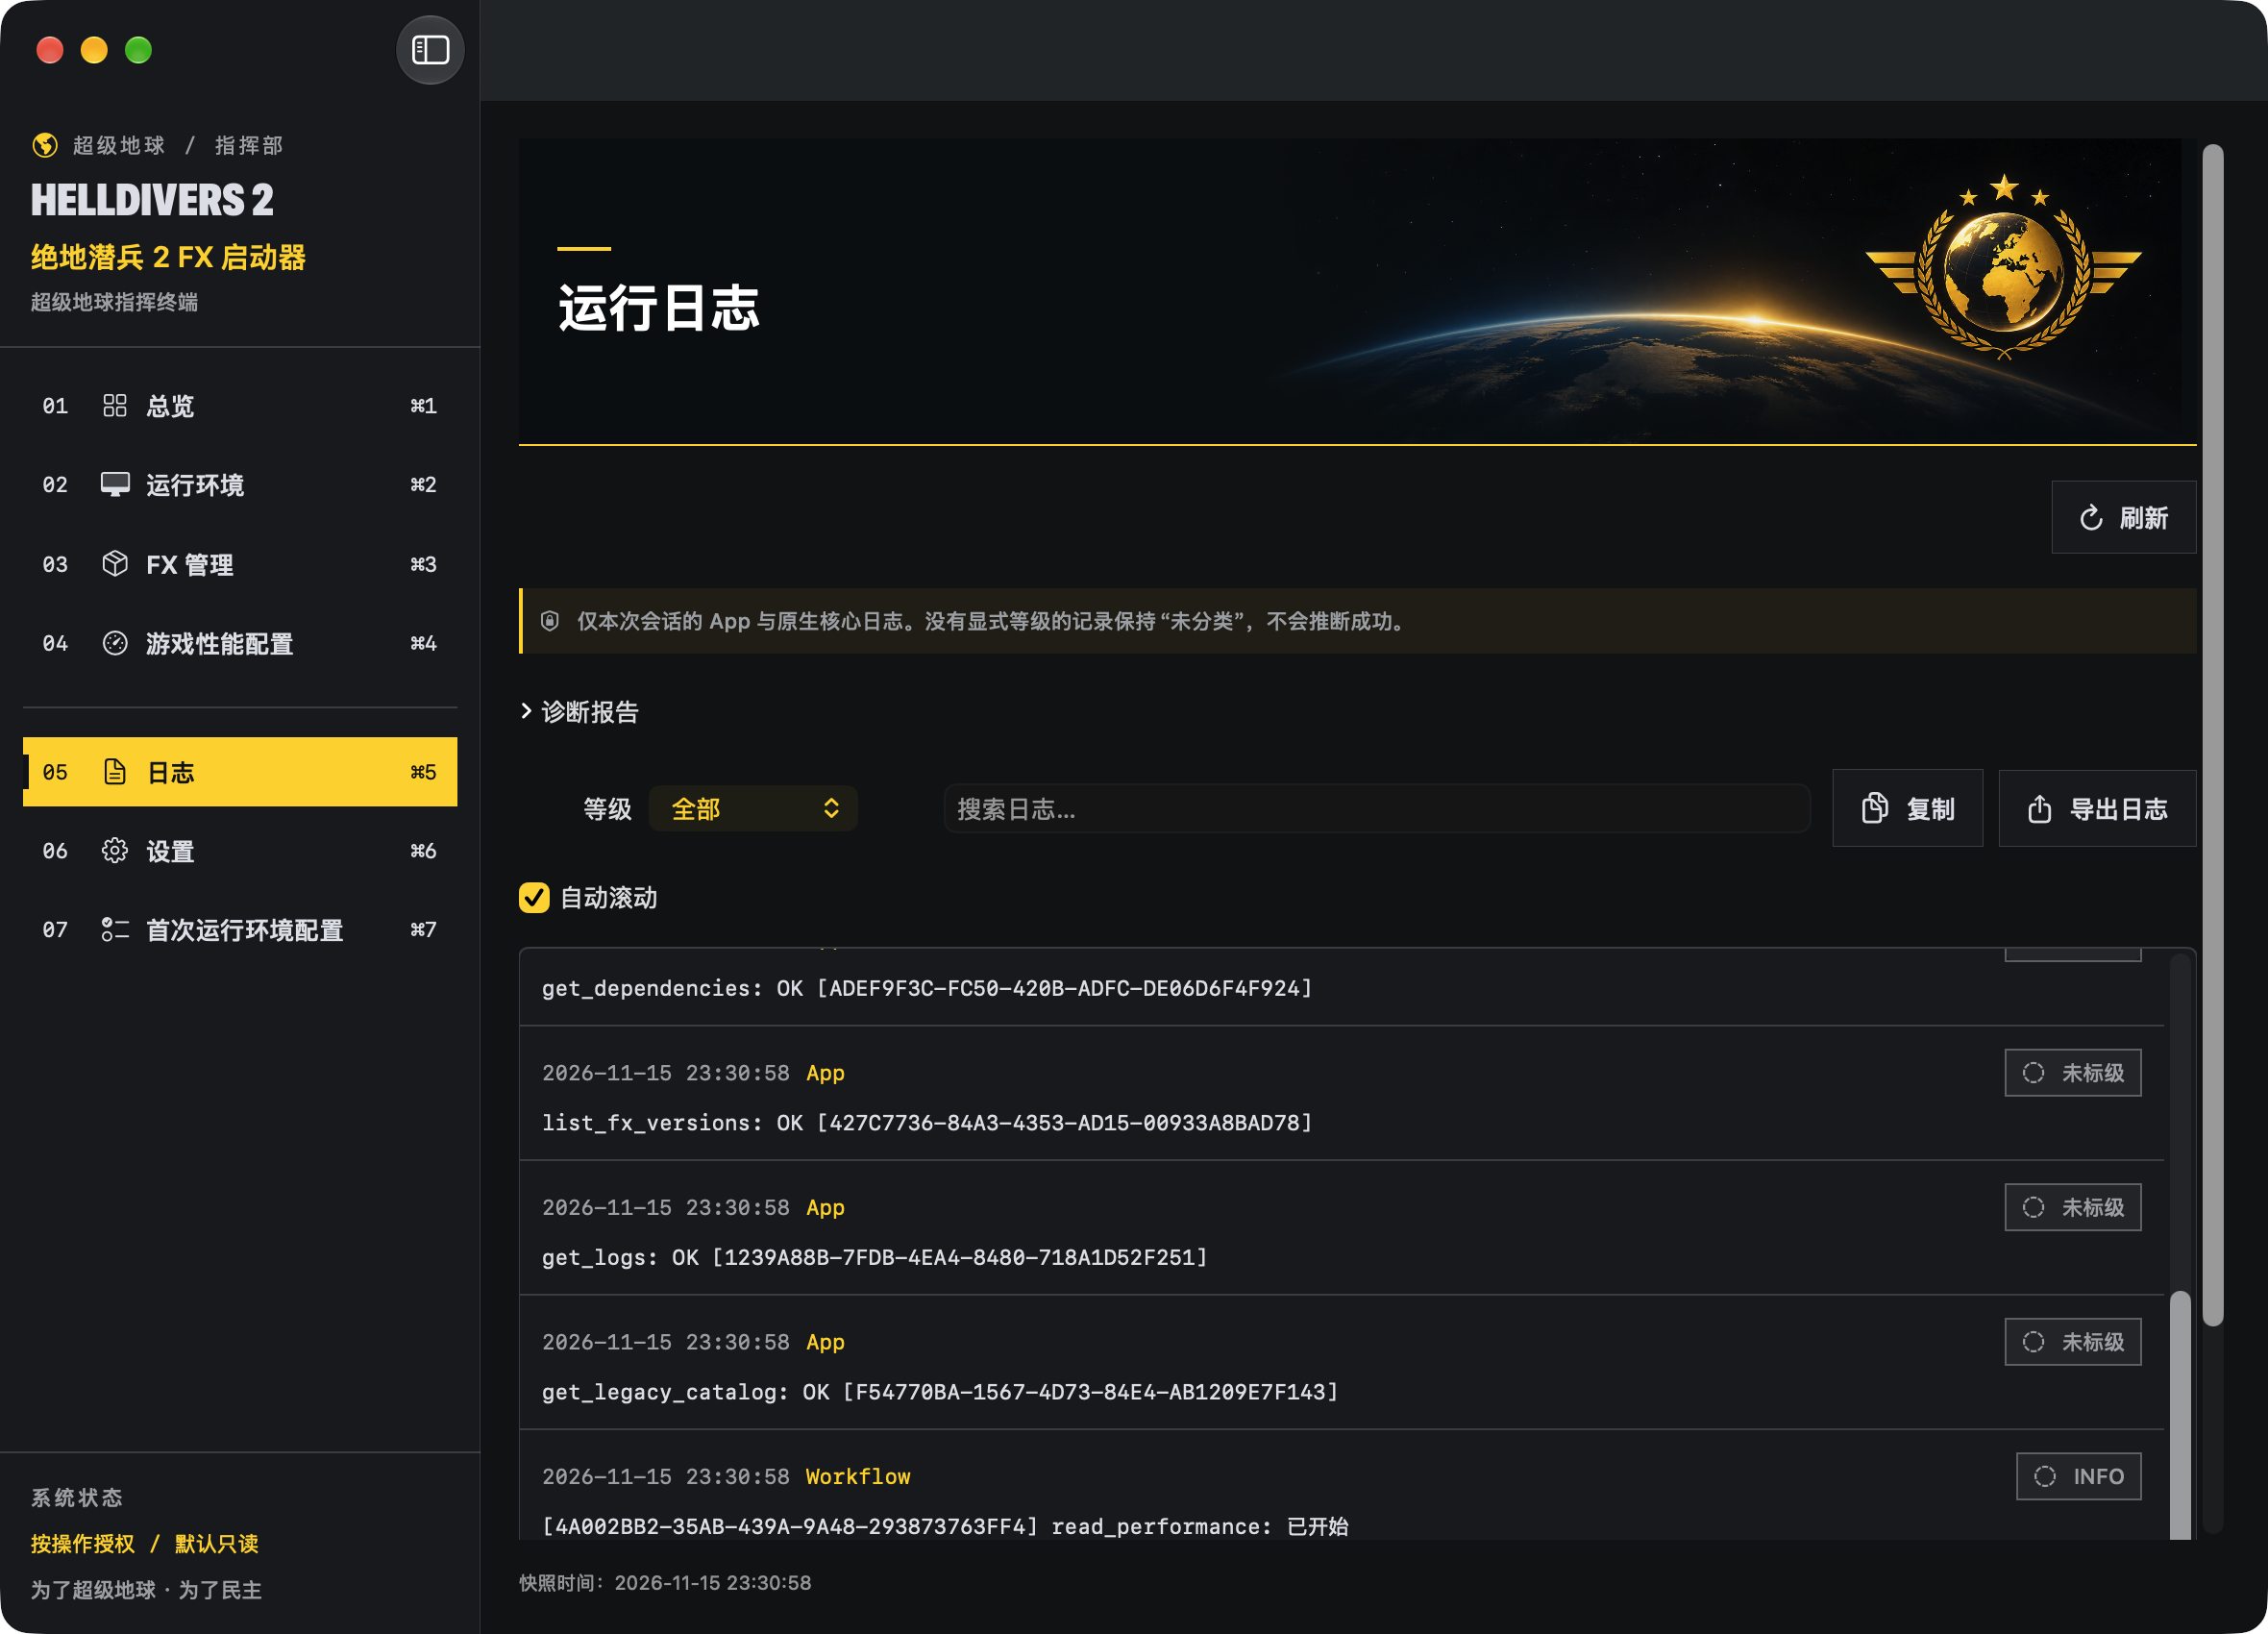 超级地球 / 指挥部
HELLDIVERS 2
绝地潜兵 2 FX 启动器
超级地球指挥终端
01 总览 ⌘1
02 运行环境 ⌘2
03 FX 管理 ⌘3
04 游戏性能配置 ⌘4
05 日志 ⌘5
06 设置 ⌘6
07 首次运行环境配置 ⌘7
系统状态
按操作授权 / 默认只读
为了超级地球 · 为了民主
运行日志
刷新
仅本次会话的 App 与原生核心日志。没有显式等级的记录保持“未分类”，不会推断成功。
诊断报告
等级 全部 搜索日志... 复制 导出日志
自动滚动
get_dependencies: OK [ADEF9F3C-FC50-420B-ADFC-DE06D6F4F924]
2026-11-15 23:30:58 App 未标级
list_fx_versions: OK [427C7736-84A3-4353-AD15-00933A8BAD78]
2026-11-15 23:30:58 App 未标级
get_logs: OK [1239A88B-7FDB-4EA4-8480-718A1D52F251]
2026-11-15 23:30:58 App 未标级
get_legacy_catalog: OK [F54770BA-1567-4D73-84E4-AB1209E7F143]
2026-11-15 23:30:58 Workflow INFO
[4A002BB2-35AB-439A-9A48-293873763FF4] read_performance: 已开始
快照时间：2026-11-15 23:30:58